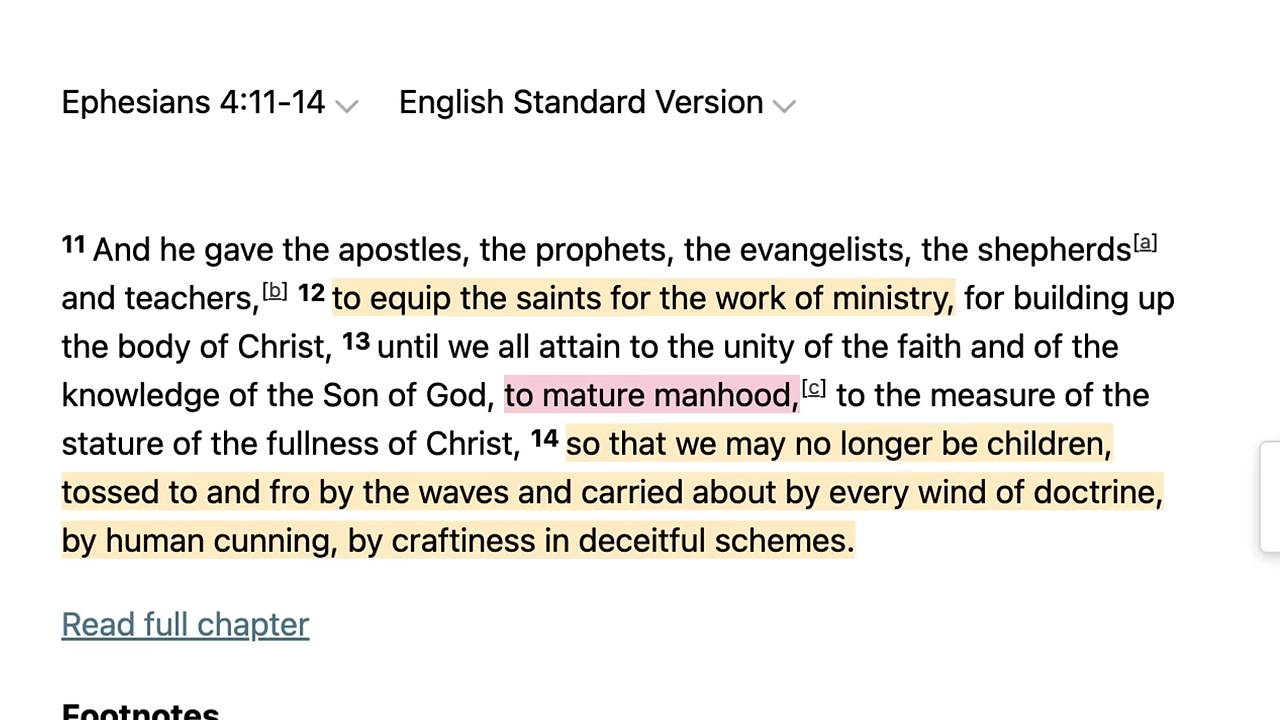 Ephesians 4:11-14 English Standard Version
11 And he gave the apostles, the prophets, the evangelists, the shepherds[a]
and teachers,[b] 12 to equip the saints for the work of ministry, for building up
the body of Christ, 13 until we all attain to the unity of the faith and of the
knowledge of the Son of God, to mature manhood,[c] to the measure of the
stature of the fullness of Christ, 14 so that we may no longer be children,
tossed to and fro by the waves and carried about by every wind of doctrine,
by human cunning, by craftiness in deceitful schemes.
Read full chapter
Footnotes